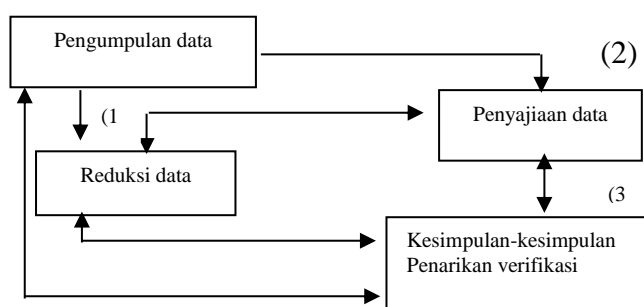 Pengumpulan data
(2)
(1
Penyajiaan data
Reduksi data
(3
Kesimpulan-kesimpulan
Penarikan verifikasi